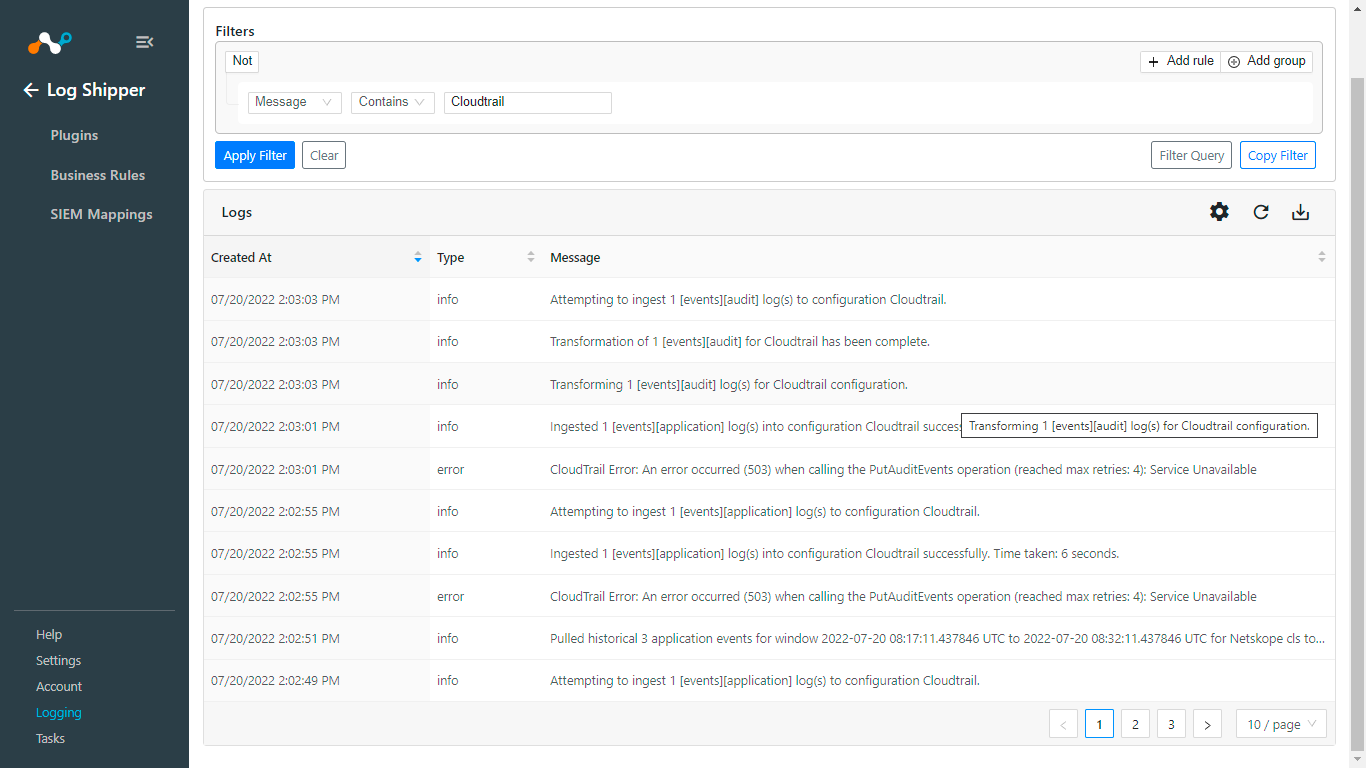 Log Shipper
Plugins
Business Rules
SIEM Mappings
Help
Settings
Account
Logging
Tasks
Filters
Not
Add rule
Add group
Message Contains Cloudtrail
Apply Filter Clear Filter Query Copy Filter
Logs
Created At Type Message
07/20/2022 2:03:03 PM info Attempting to ingest 1 [events][audit] log(s) to configuration Cloudtrail.
07/20/2022 2:03:03 PM info Transformation of 1 [events][audit] for Cloudtrail has been complete.
07/20/2022 2:03:03 PM info Transforming 1 [events][audit] log(s) for Cloudtrail configuration.
07/20/2022 2:03:01 PM info Ingested 1 [events][application] log(s) into configuration Cloudtrail success
Transforming 1 [events][audit] log(s) for Cloudtrail configuration.
07/20/2022 2:03:01 PM error CloudTrail Error: An error occurred (503) when calling the PutAuditEvents operation (reached max retries: 4): Service Unavailable
07/20/2022 2:02:55 PM info Attempting to ingest 1 [events][application] log(s) to configuration Cloudtrail.
07/20/2022 2:02:55 PM info Ingested 1 [events][application] log(s) into configuration Cloudtrail successfully. Time taken: 6 seconds.
07/20/2022 2:02:55 PM error CloudTrail Error: An error occurred (503) when calling the PutAuditEvents operation (reached max retries: 4): Service Unavailable
07/20/2022 2:02:51 PM info Pulled historical 3 application events for window 2022-07-20 08:17:11.437846 UTC to 2022-07-20 08:32:11.437846 UTC for Netskope cls to...
07/20/2022 2:02:49 PM info Attempting to ingest 1 [events][application] log(s) to configuration Cloudtrail.
< 1 2 3 > 10 / page